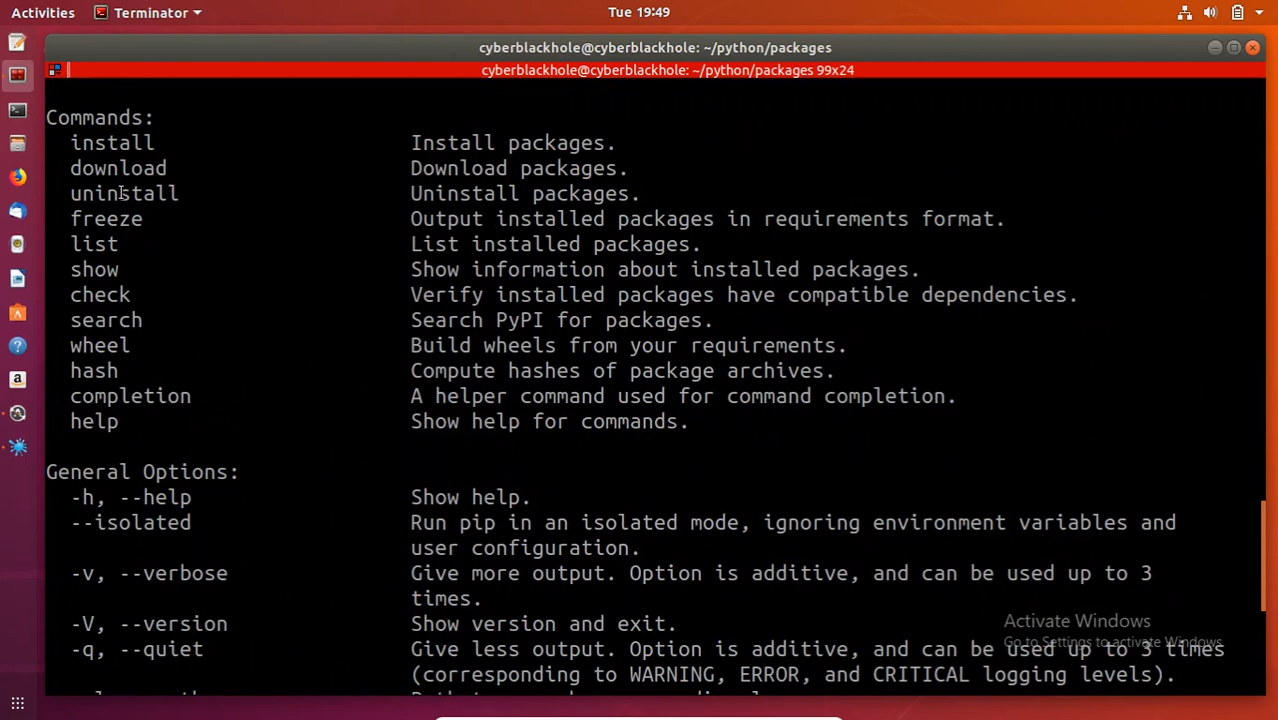 Activities Terminator Tue 19:49
cyberblackhole@cyberblackhole: ~/python/packages
cyberblackhole@cyberblackhole: ~/python/packages 99x24
Commands:
install Install packages.
download Download packages.
uninstall Uninstall packages.
freeze Output installed packages in requirements format.
list List installed packages.
show Show information about installed packages.
check Verify installed packages have compatible dependencies.
search Search PyPI for packages.
wheel Build wheels from your requirements.
hash Compute hashes of package archives.
completion A helper command used for command completion.
help Show help for commands.
General Options:
-h, --help Show help.
--isolated Run pip in an isolated mode, ignoring environment variables and
user configuration.
-v, --verbose Give more output. Option is additive, and can be used up to 3
times.
-V, --version Show version and exit.
-q, --quiet Give less output. Option is additive, and can be used up to 3 times
(corresponding to WARNING, ERROR, and CRITICAL logging levels).
Activate Windows
Go to Settings to activate Windows.